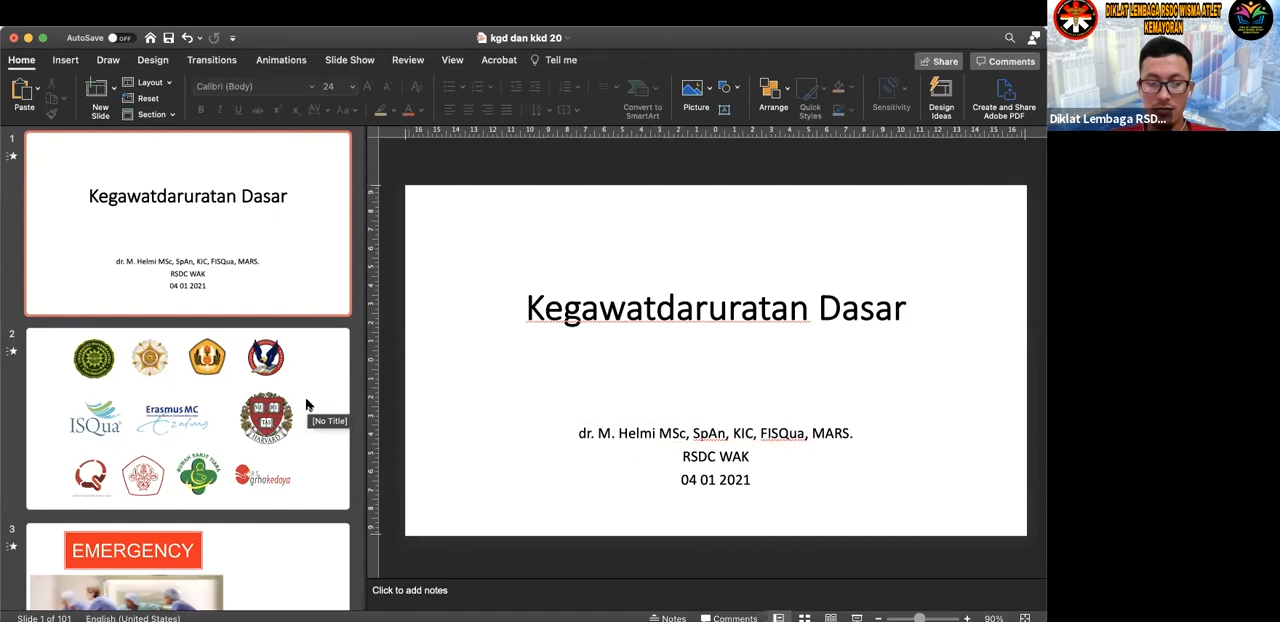 AutoSave OFF
kgd dan kkd 20
Home Insert Draw Design Transitions Animations Slide Show Review View Acrobat Tell me
Share Comments
Paste
New Slide
Layout
Reset
Section
Calibri (Body) 24
Convert to SmartArt
Picture
Arrange
Quick Styles
Sensitivity
Design Ideas
Create and Share Adobe PDF
1
Kegawatdaruratan Dasar
dr. M. Helmi MSc, SpAn, KIC, FISQua, MARS.
RSDC WAK
04 01 2021
2
ISQua
Erasmus MC
HARVARD
grhakedoya
[No Title]
3
EMERGENCY
Kegawatdaruratan Dasar
dr. M. Helmi MSc, SpAn, KIC, FISQua, MARS.
RSDC WAK
04 01 2021
Click to add notes
Slide 1 of 101 English (United States)
Notes Comments 90%
DIKLAT LEMBAGA RSDC WISMA ATLET
KEMAYORAN
Diklat Lembaga RSD...